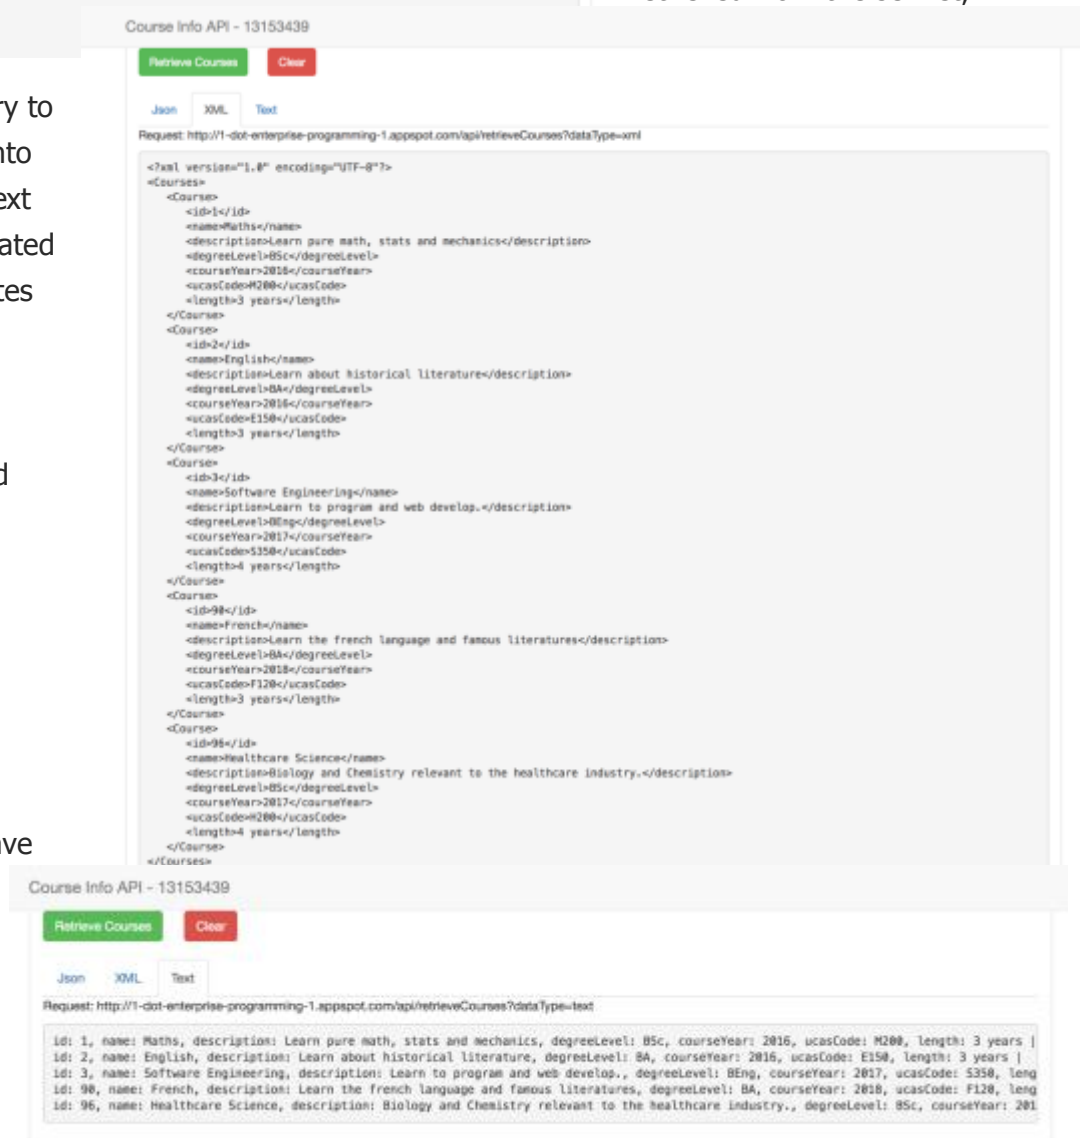 Course Info API - 13153439
Retrieve Courses Clear
Json XML Text
Request: http://1-dot-enterprise-programming-1.appspot.com/api/retrieveCourses?dataType=xml
<?xml version="1.0" encoding="UTF-8"?>
<Courses>
<Course>
<id>1</id>
<name>Maths</name>
<description>Learn pure math, stats and mechanics</description>
<degreeLevel>BSc</degreeLevel>
<courseYear>2016</courseYear>
<ucasCode>M200</ucasCode>
<length>3 years</length>
</Course>
<Course>
<id>2</id>
<name>English</name>
<description>Learn about historical literature</description>
<degreeLevel>BA</degreeLevel>
<courseYear>2016</courseYear>
<ucasCode>E150</ucasCode>
<length>3 years</length>
</Course>
<Course>
<id>3</id>
<name>Software Engineering</name>
<description>Learn to program and web develop.</description>
<degreeLevel>BEng</degreeLevel>
<courseYear>2017</courseYear>
<ucasCode>S350</ucasCode>
<length>4 years</length>
</Course>
<Course>
<id>90</id>
<name>French</name>
<description>Learn the french language and famous literatures</description>
<degreeLevel>BA</degreeLevel>
<courseYear>2018</courseYear>
<ucasCode>F120</ucasCode>
<length>3 years</length>
</Course>
<Course>
<id>96</id>
<name>Healthcare Science</name>
<description>Biology and Chemistry relevant to the healthcare industry.</description>
<degreeLevel>BSc</degreeLevel>
<courseYear>2017</courseYear>
<ucasCode>H200</ucasCode>
<length>4 years</length>
</Course>
</Courses>
ry to
nto
ext
ated
tes
d
ave
Course Info API - 13153439
Retrieve Courses Clear
Json XML Text
Request: http://1-dot-enterprise-programming-1.appspot.com/api/retrieveCourses?dataType=text
id: 1, name: Maths, description: Learn pure math, stats and mechanics, degreeLevel: BSc, courseYear: 2016, ucasCode: M200, length: 3 years |
id: 2, name: English, description: Learn about historical literature, degreeLevel: BA, courseYear: 2016, ucasCode: E150, length: 3 years |
id: 3, name: Software Engineering, description: Learn to program and web develop., degreeLevel: BEng, courseYear: 2017, ucasCode: S350, leng
id: 90, name: French, description: Learn the french language and famous literatures, degreeLevel: BA, courseYear: 2018, ucasCode: F120, leng
id: 96, name: Healthcare Science, description: Biology and Chemistry relevant to the healthcare industry., degreeLevel: BSc, courseYear: 201